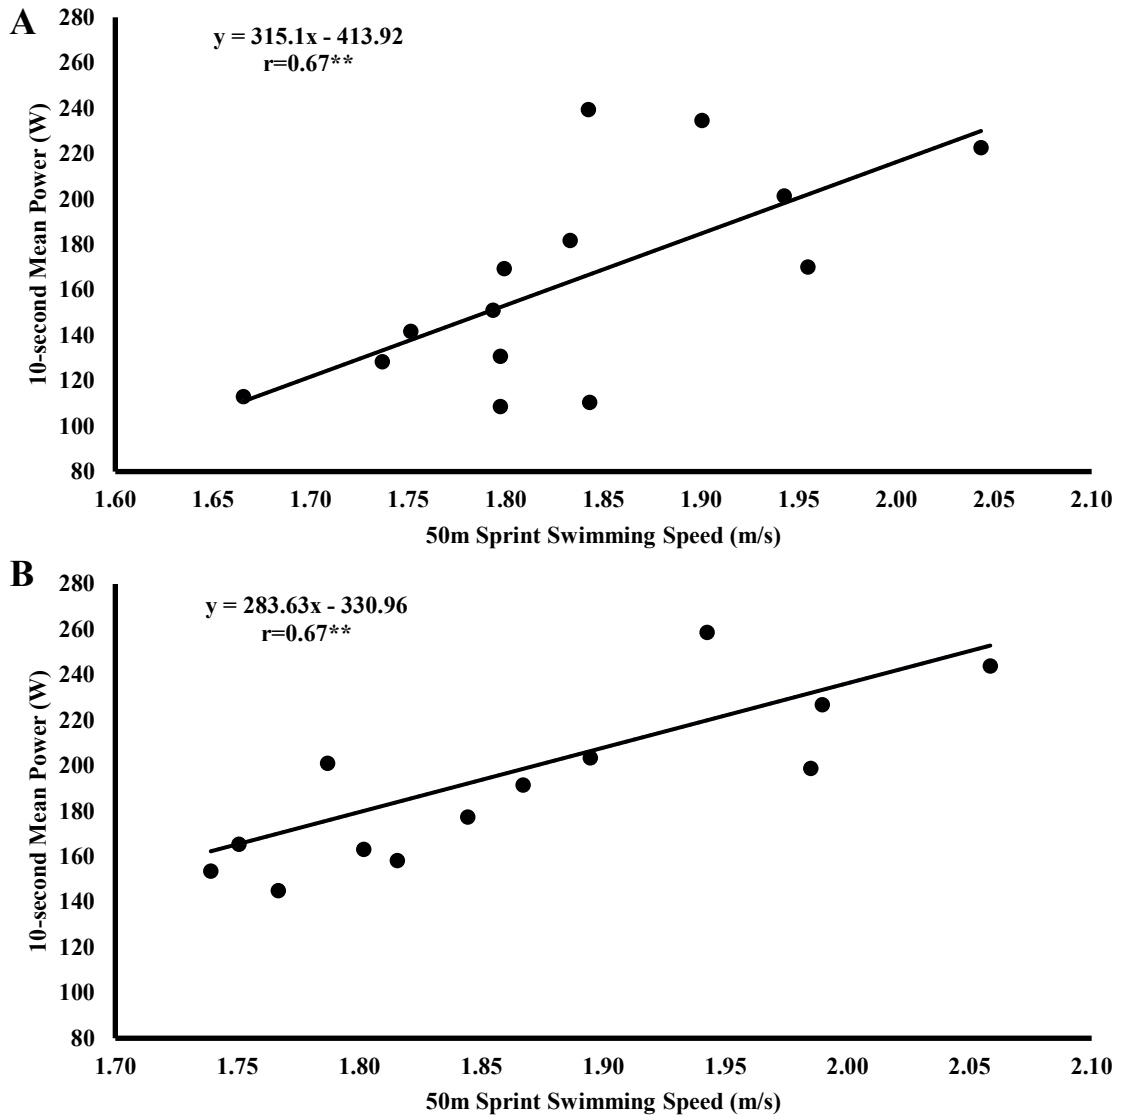 A
280
y = 315.1x - 413.92
r=0.67**
260
240
220
200
180
160
140
120
100
80
10-second Mean Power (W)
1.60 1.65 1.70 1.75 1.80 1.85 1.90 1.95 2.00 2.05 2.10
50m Sprint Swimming Speed (m/s)
B
280
y = 283.63x - 330.96
r=0.67**
260
240
220
200
180
160
140
120
100
80
10-second Mean Power (W)
1.70 1.75 1.80 1.85 1.90 1.95 2.00 2.05 2.10
50m Sprint Swimming Speed (m/s)